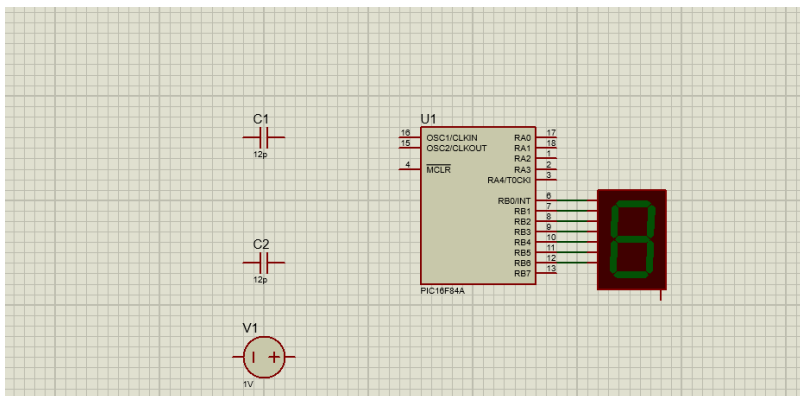 C1
12p
C2
12p
V1
1V
U1
16 OSC1/CLKIN
15 OSC2/CLKOUT
4 MCLR
RA0 17
RA1 18
RA2 1
RA3 2
RA4/T0CKI 3
RB0/INT 6
RB1 7
RB2 8
RB3 9
RB4 10
RB5 11
RB6 12
RB7 13
PIC16F84A